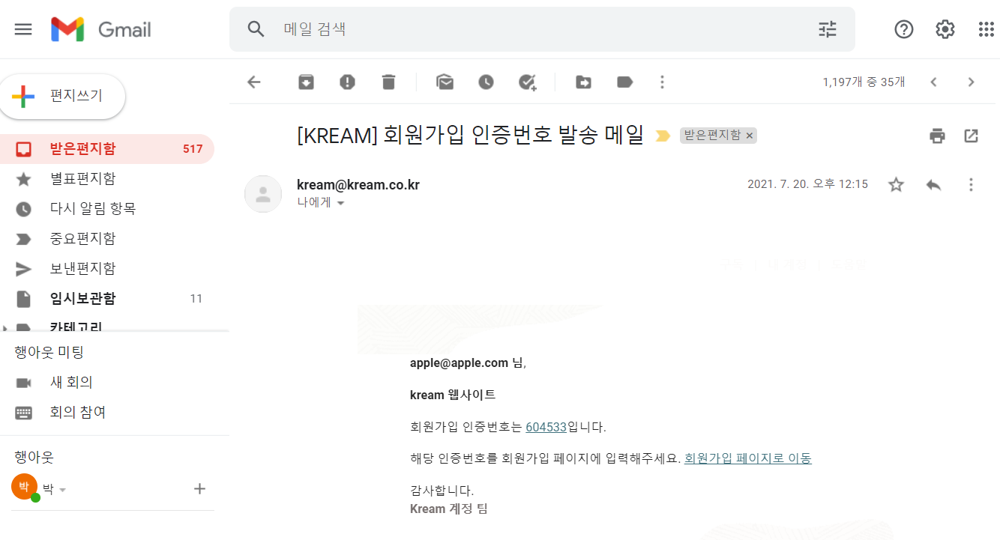 Gmail
메일 검색
편지쓰기
1,197개 중 35개
받은편지함 517
별표편지함
다시 알림 항목
중요편지함
보낸편지함
임시보관함 11
카테고리
행아웃 미팅
새 회의
회의 참여
행아웃
박 박
[KREAM] 회원가입 인증번호 발송 메일 받은편지함 ×
kream@kream.co.kr 2021. 7. 20. 오후 12:15
나에게
apple@apple.com 님,
kream 웹사이트
회원가입 인증번호는 604533입니다.
해당 인증번호를 회원가입 페이지에 입력해주세요. 회원가입 페이지로 이동
감사합니다.
Kream 계정 팀